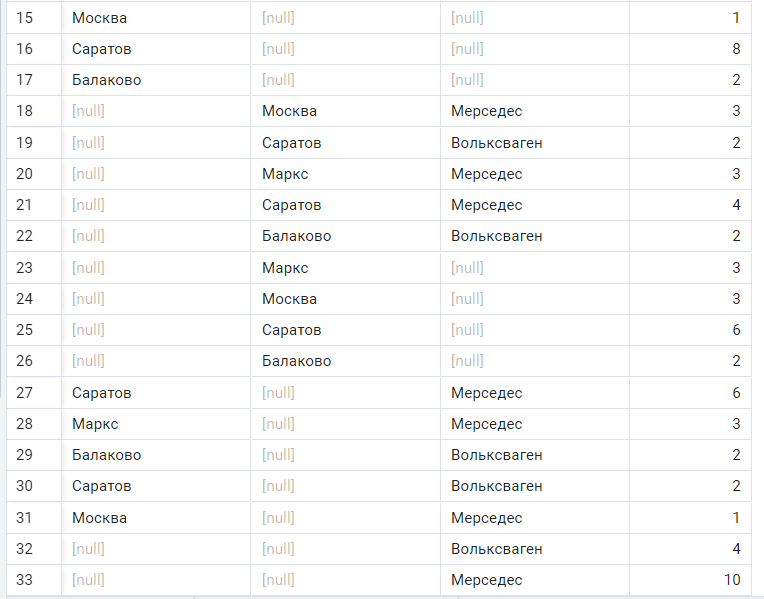 15 Москва [null] [null] 1
16 Саратов [null] [null] 8
17 Балаково [null] [null] 2
18 [null] Москва Мерседес 3
19 [null] Саратов Вольксваген 2
20 [null] Маркс Мерседес 3
21 [null] Саратов Мерседес 4
22 [null] Балаково Вольксваген 2
23 [null] Маркс [null] 3
24 [null] Москва [null] 3
25 [null] Саратов [null] 6
26 [null] Балаково [null] 2
27 Саратов [null] Мерседес 6
28 Маркс [null] Мерседес 3
29 Балаково [null] Вольксваген 2
30 Саратов [null] Вольксваген 2
31 Москва [null] Мерседес 1
32 [null] [null] Вольксваген 4
33 [null] [null] Мерседес 10